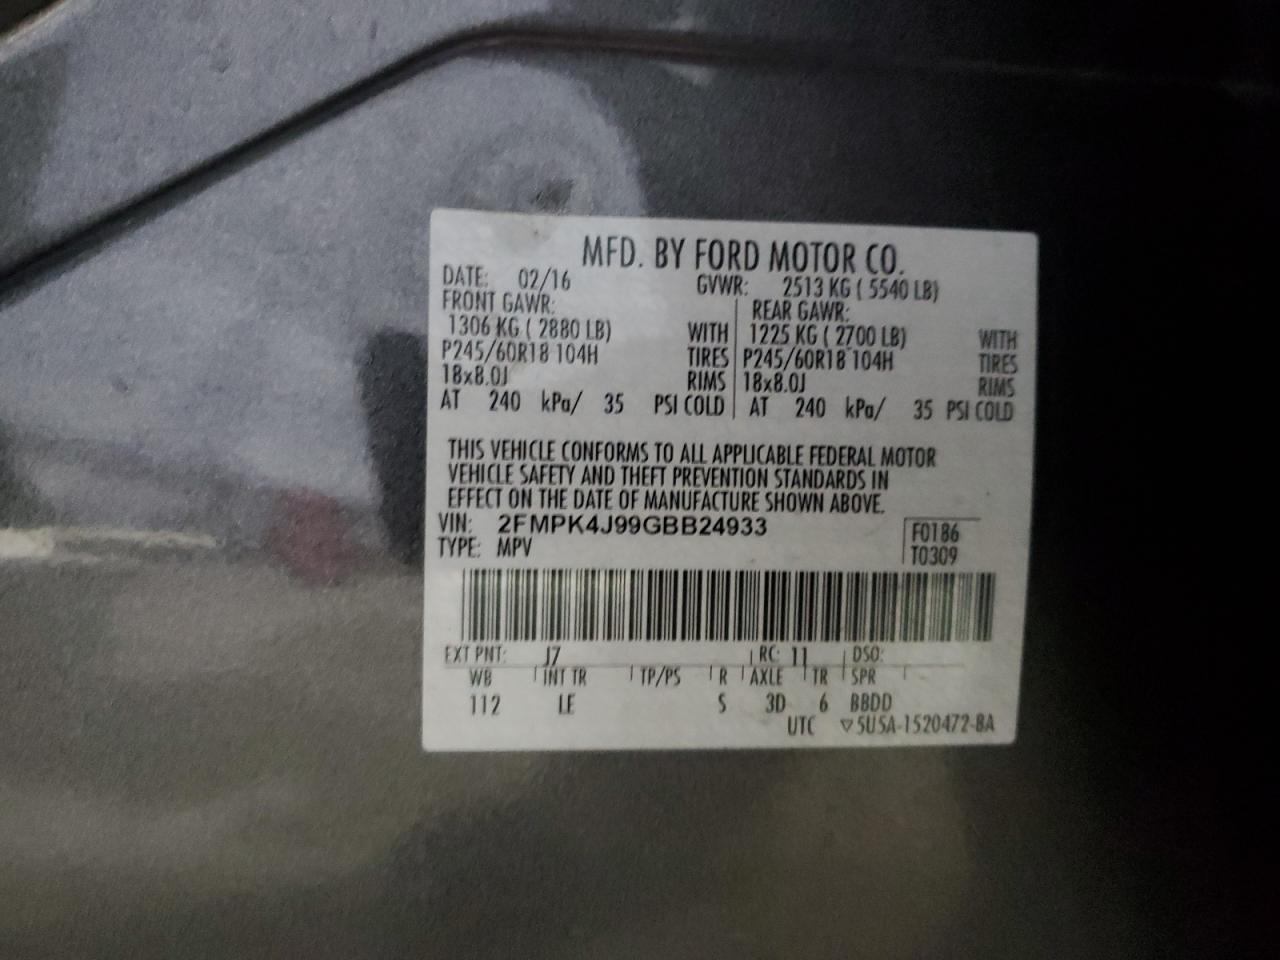 MFD. BY FORD MOTOR CO.
DATE: 02/16 GVWR: 2513 KG ( 5540 LB)
FRONT GAWR: REAR GAWR:
1306 KG ( 2880 LB) WITH 1225 KG ( 2700 LB) WITH
P245/60R18 104H TIRES P245/60R18 104H TIRES
18x8.0J RIMS 18x8.0J RIMS
AT 240 kPa/ 35 PSI COLD AT 240 kPa/ 35 PSI COLD
THIS VEHICLE CONFORMS TO ALL APPLICABLE FEDERAL MOTOR
VEHICLE SAFETY AND THEFT PREVENTION STANDARDS IN
EFFECT ON THE DATE OF MANUFACTURE SHOWN ABOVE.
VIN: 2FMPK4J99GBB24933 F0186
TYPE: MPV T0309
EXT PNT: J7 RC: 11 DSO:
WB INT TR TP/PS R AXLE TR SPR
112 LE S 3D 6 BBDD
UTC ▽5U5A-1520472-BA